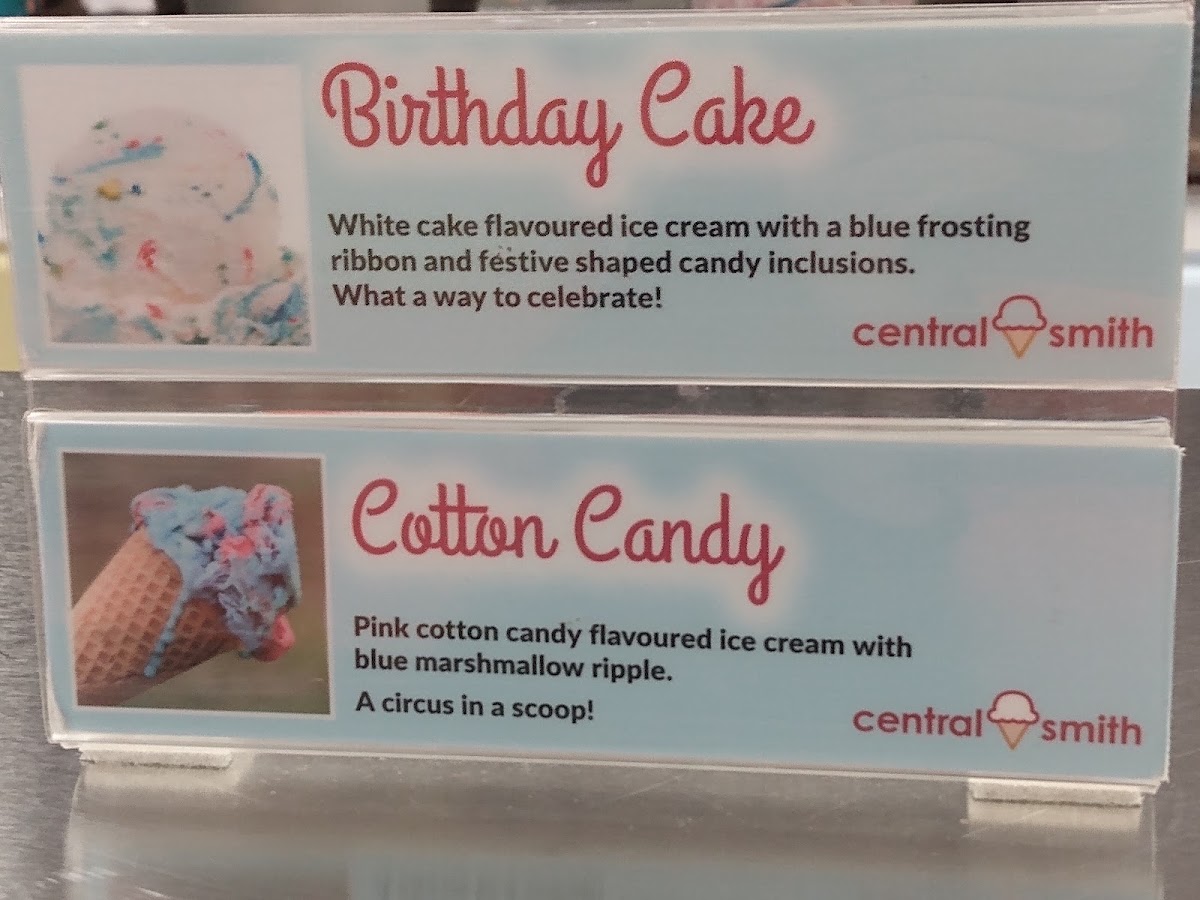 Birthday Cake
White cake flavoured ice cream with a blue frosting
ribbon and festive shaped candy inclusions.
What a way to celebrate!
central smith
Cotton Candy
Pink cotton candy flavoured ice cream with
blue marshmallow ripple.
A circus in a scoop!
central smith